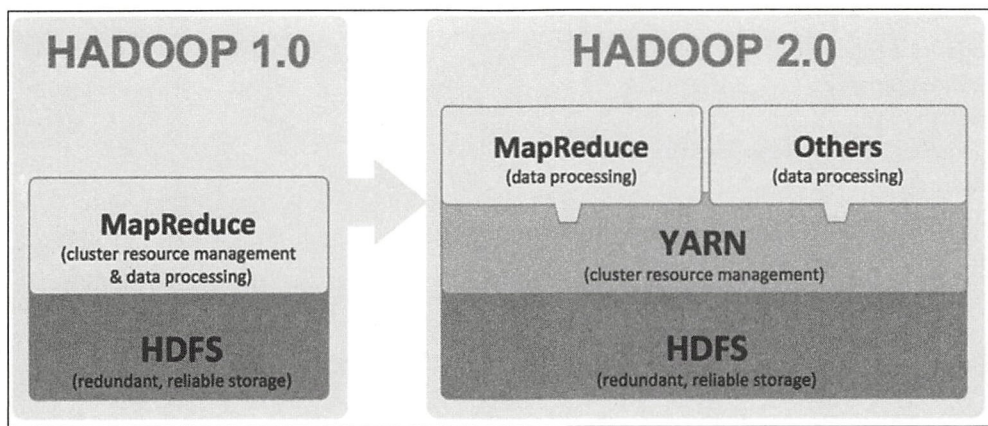 HADOOP 1.0
MapReduce
(cluster resource management
& data processing)
HDFS
(redundant, reliable storage)
HADOOP 2.0
MapReduce
(data processing)
Others
(data processing)
YARN
(cluster resource management)
HDFS
(redundant, reliable storage)